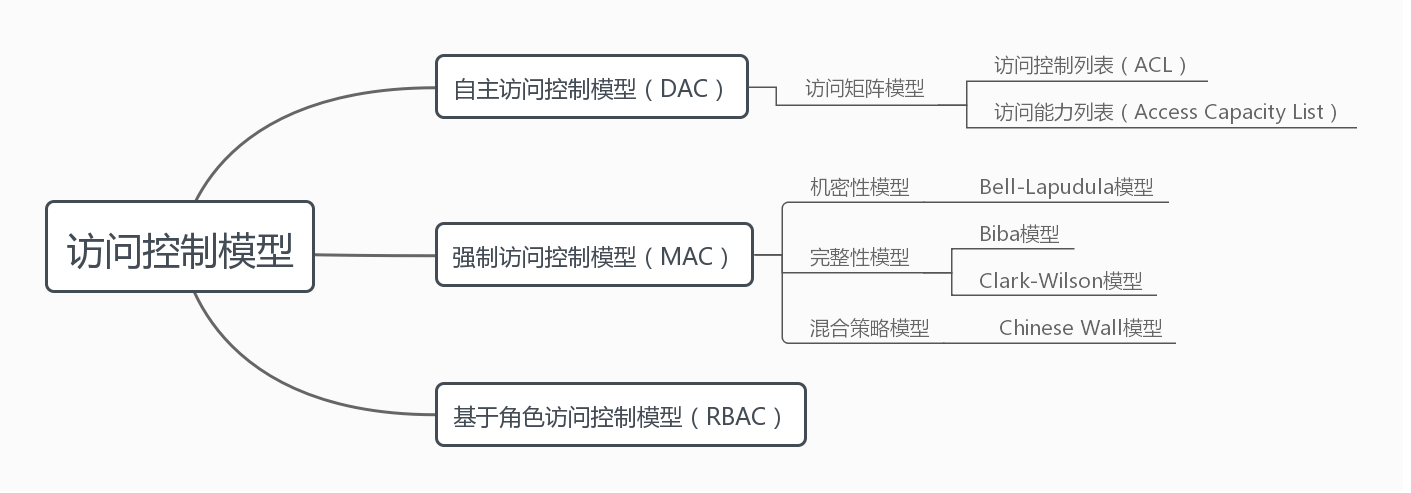 访问控制模型
自主访问控制模型（DAC）
访问矩阵模型
访问控制列表（ACL）
访问能力列表（Access Capacity List）
强制访问控制模型（MAC）
机密性模型
Bell-Lapudula模型
完整性模型
Biba模型
Clark-Wilson模型
混合策略模型
Chinese Wall模型
基于角色访问控制模型（RBAC）